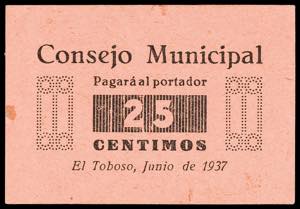 Consejo Municipal
Pagará al portador
25
CENTIMOS
El Toboso, Junio de 1937